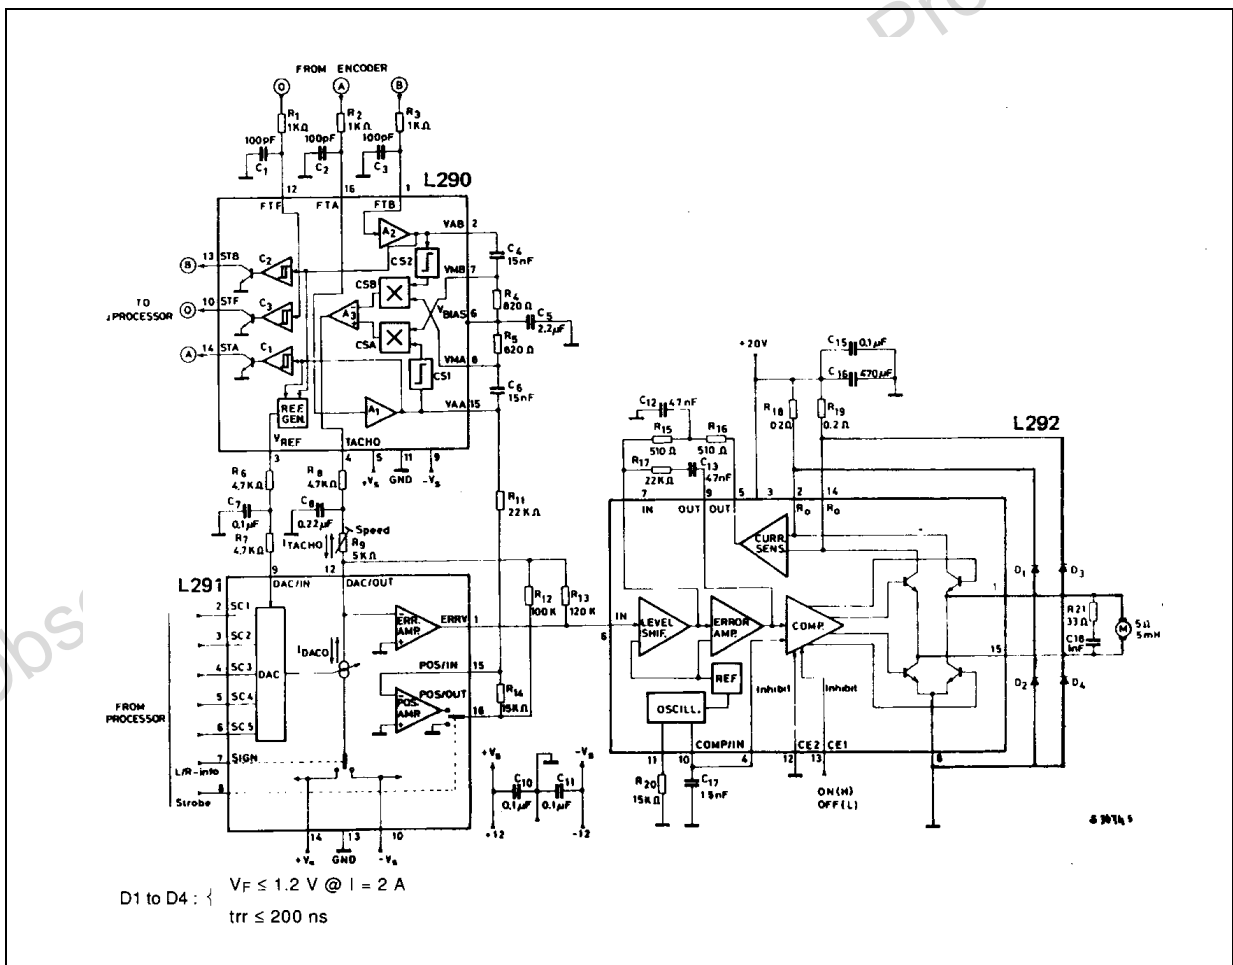 Pro
FROM ENCODER
O A B
R1 1KΩ
R2 1KΩ
R3 1KΩ
100pF C1
100pF C2
100pF C3
12 16 1
L290
FTF FTA FTB
A2
VAB 2
C4 15nF
CS2
13 STB
B
C2
VMB 7
CSB
R4 820Ω
TO
PROCESSOR
O
10 STF
C3
A3
VBIAS 6
C5 2.2µF
CSA
R5 820Ω
A
14 STA
C1
VMA 8
CS1
C6 15nF
REF. GEN.
A1
VAA 15
VREF TACHO
3 4 5 11 9
+Vs GND -Vs
R6 4,7KΩ
R8 4,7KΩ
R11 22KΩ
C7 0,1µF
C8 0.22µF
Speed
R7 4,7KΩ
ITACHO
R9 5KΩ
L291
9 12
DAC/IN DAC/OUT
R12 100K
R13 120K
2 SC1
3 SC2
4 SC3
5 SC4
6 SC5
DAC
ERR. AMP.
ERRV 1
IDACO
POS/IN 15
POS. AMP.
POS/OUT
16
R14 15KΩ
FROM
PROCESSOR
7 SIGN
L/R-info
8
Strobe
14 13 10
GND -Vs
+Vs -Vs
C10 0.1µF
C11 0.1µF
+12 -12
+20V
C15 0.1µF
C16 470µF
C12 47nF
R15 510Ω
R16 510Ω
R17 22KΩ
C13 47nF
R18 0.2Ω
R19 0.2Ω
L292
7 9 5 3 2 14
IN OUT OUT Ro Ro
CURR. SENS.
IN
6
LEVEL SHIF.
ERROR AMP.
COMP.
REF
OSCILL.
Inhibit Inhibit
COMP/IN CE2 CE1
11 10 4 12 13 8
R20 15KΩ
C17 1.5nF
ON(H)
OFF(L)
1
15
D1 D3
D2 D4
R21 33Ω
C18 1nF
M
5Ω
5mH
D1 to D4 : { VF ≤ 1.2 V @ I = 2 A
trr ≤ 200 ns